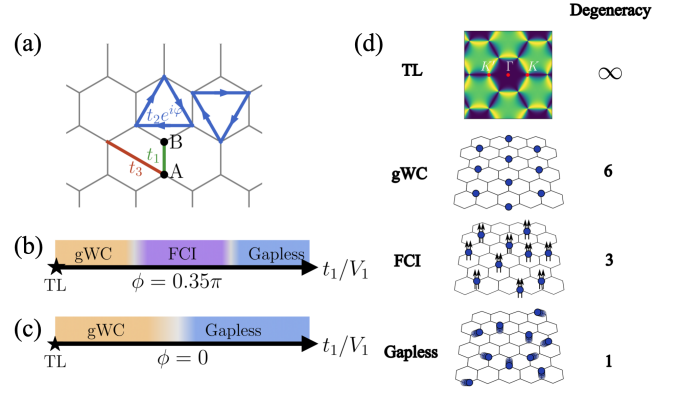 (a)
t₂e^{iφ}
B
t₁
t₃
A
(b)
gWC
FCI
Gapless
TL
ϕ = 0.35π
t₁/V₁
(c)
gWC
Gapless
TL
ϕ = 0
t₁/V₁
(d)
Degeneracy
TL
K Γ K
∞
gWC
6
FCI
3
Gapless
1